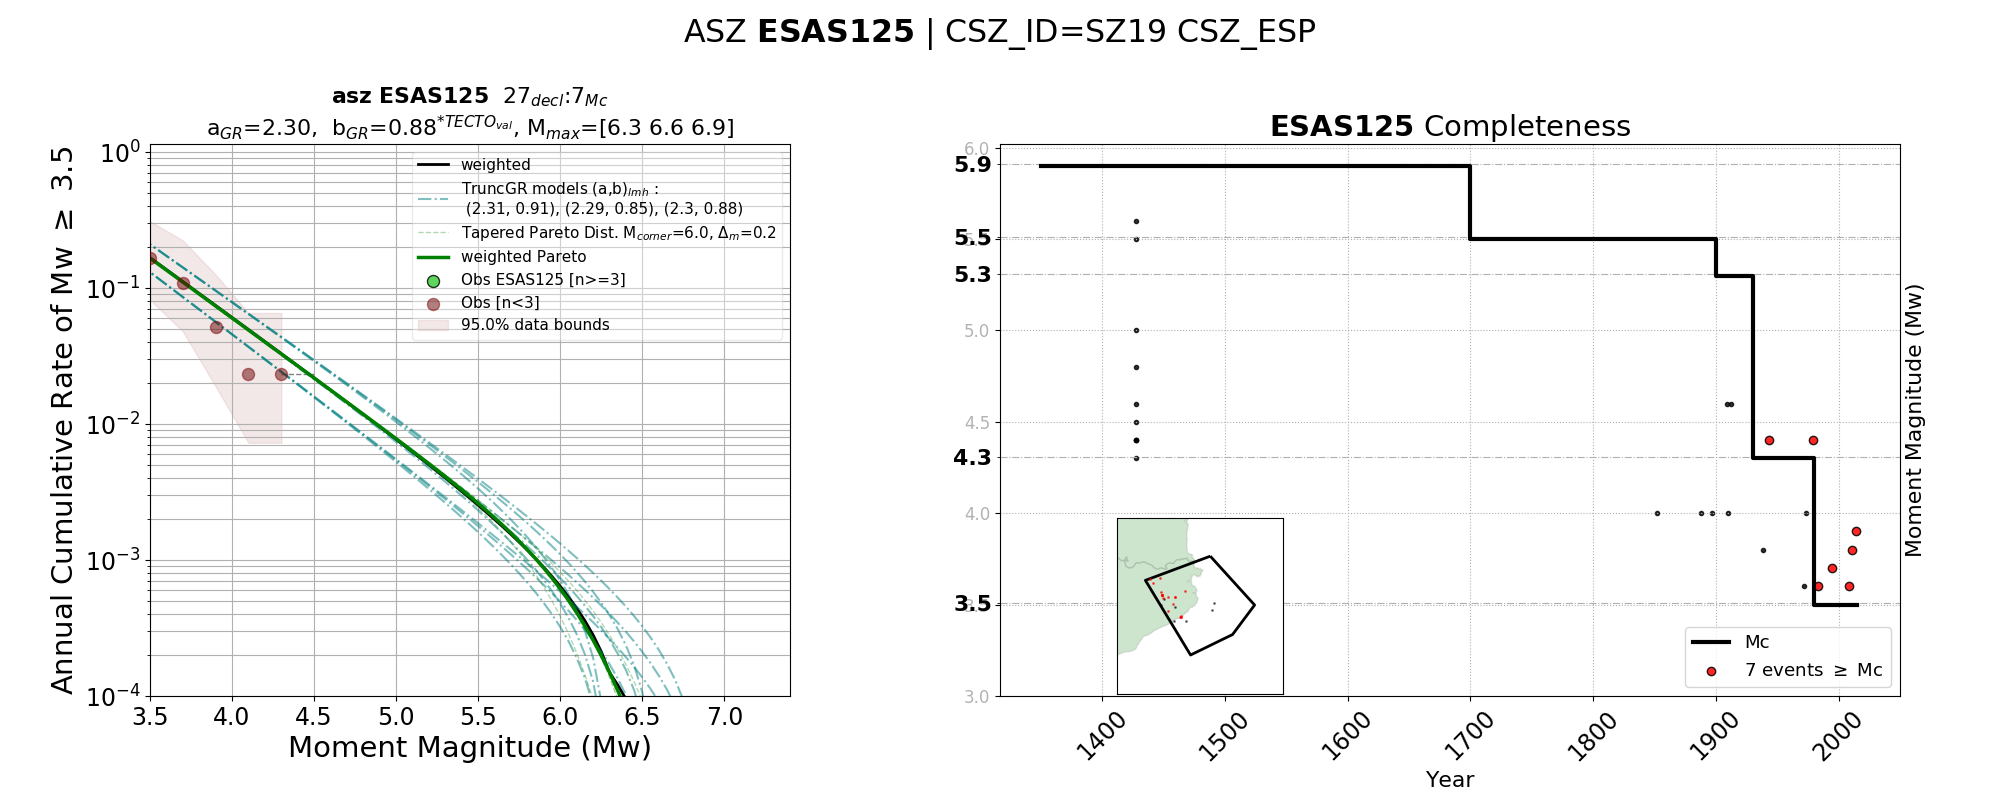 ASZ ESAS125 | CSZ_ID=SZ19 CSZ_ESP
asz ESAS125 27decl:7Mc
aGR=2.30, bGR=0.88*TECTOval, Mmax=[6.3 6.6 6.9]
Annual Cumulative Rate of Mw ≥ 3.5
10^0
10^-1
10^-2
10^-3
10^-4
weighted
TruncGR models (a,b)lmh :
(2.31, 0.91), (2.29, 0.85), (2.3, 0.88)
Tapered Pareto Dist. Mcorner=6.0, Δm=0.2
weighted Pareto
Obs ESAS125 [n>=3]
Obs [n<3]
95.0% data bounds
3.5 4.0 4.5 5.0 5.5 6.0 6.5 7.0
Moment Magnitude (Mw)
ESAS125 Completeness
6.0
5.9
5.5
5.3
5.0
4.5
4.3
4.0
3.5
3.0
Mc
7 events ≥ Mc
1400 1500 1600 1700 1800 1900 2000
Year
Moment Magnitude (Mw)